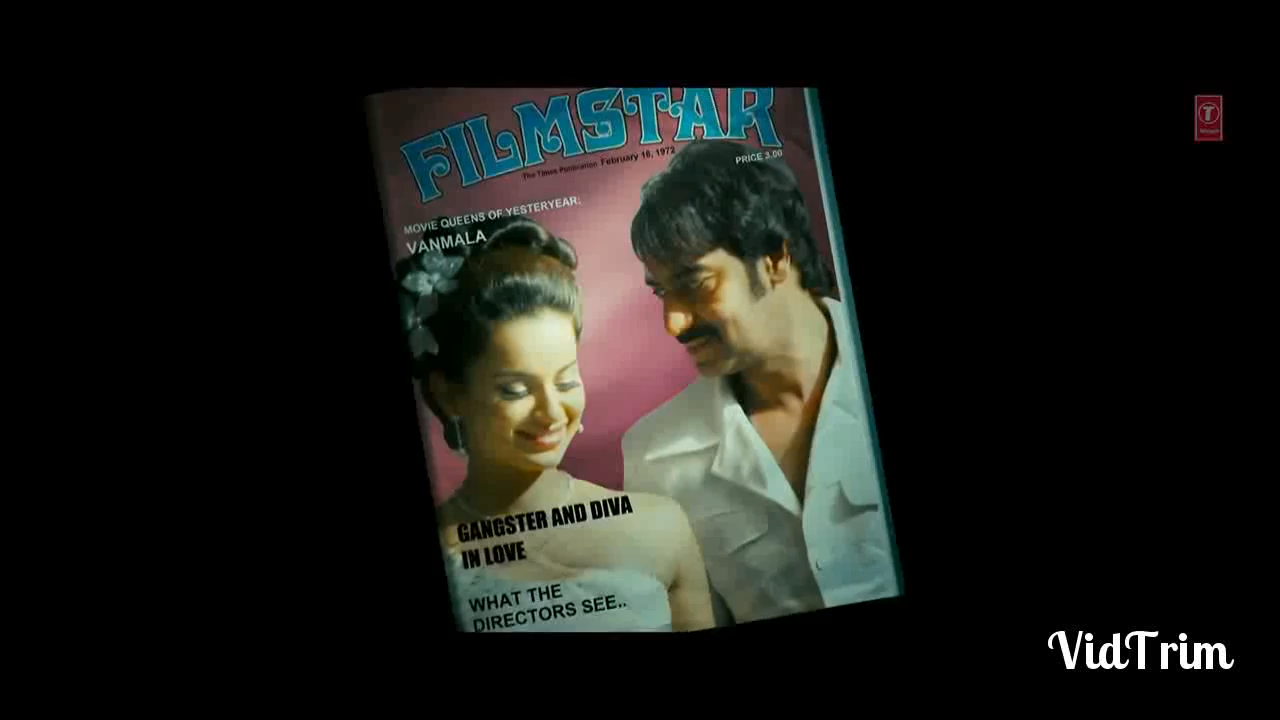 FILMSTAR
The Times Publication February 16, 1972
PRICE 3.00
MOVIE QUEENS OF YESTERYEAR:
VANMALA
GANGSTER AND DIVA
IN LOVE
WHAT THE
DIRECTORS SEE..
T
VidTrim